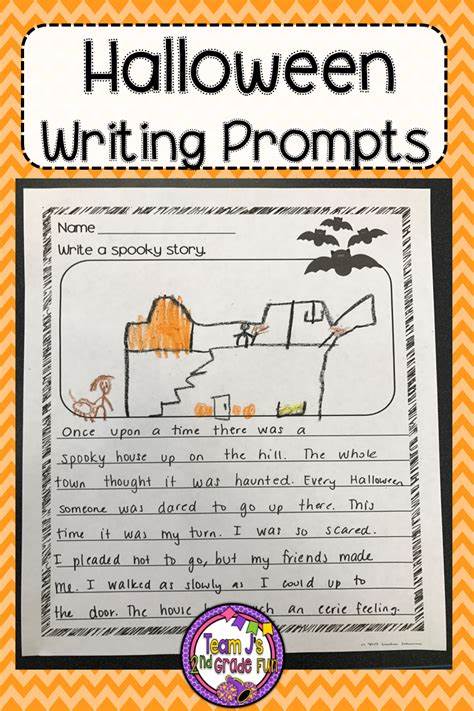 Halloween
Writing Prompts
Name
Write a spooky story.
Once upon a time there was a
spooky house up on the hill. The whole
town thought it was haunted. Every Halloween
someone was dared to go up there. This
time it was my turn. I was so scared.
I pleaded not to go, but my friends made
me. I walked as slowly as I could up to
the door. The house such an eerie feeling.
Team J's
2nd Grade Fun